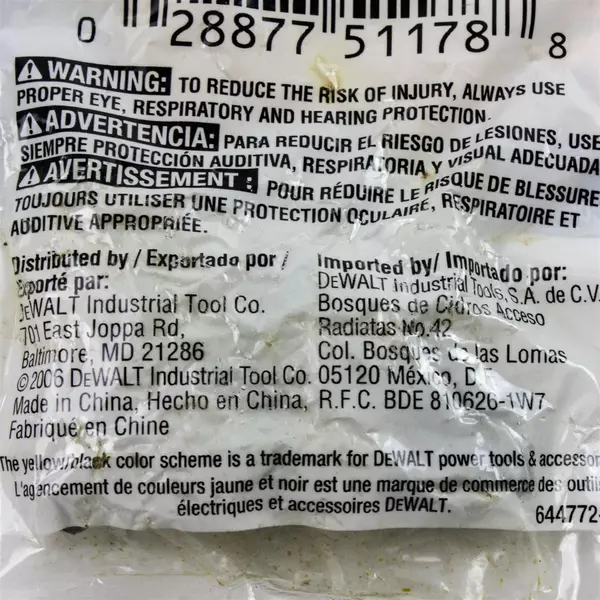 0 28877 51178 8
WARNING: TO REDUCE THE RISK OF INJURY, ALWAYS USE
PROPER EYE, RESPIRATORY AND HEARING PROTECTION.
ADVERTENCIA: PARA REDUCIR EL RIESGO DE LESIONES, USE
SIEMPRE PROTECCIÓN AUDITIVA, RESPIRATORIA Y VISUAL ADECUADA
AVERTISSEMENT : POUR RÉDUIRE LE RISQUE DE BLESSURE
TOUJOURS UTILISER UNE PROTECTION OCULAIRE, RESPIRATOIRE ET
AUDITIVE APPROPRIÉE.
Distributed by / Exportado por /
Exporté par:
DEWALT Industrial Tool Co.
701 East Joppa Rd,
Baltimore, MD 21286
©2006 DEWALT Industrial Tool Co.
Made in China, Hecho en China,
Fabriqué en Chine
Imported by/ Importado por:
DEWALT Industrial Tools, S.A. de C.V.
Bosques de Cidros Acceso
Radiatas No.42
Col. Bosques de las Lomas
05120 México, D.F.
R.F.C. BDE 810626-1W7
The yellow/black color scheme is a trademark for DEWALT power tools & accessor
L'agencement de couleurs jaune et noir est une marque de commerce des outil
électriques et accessoires DEWALT.
644772-